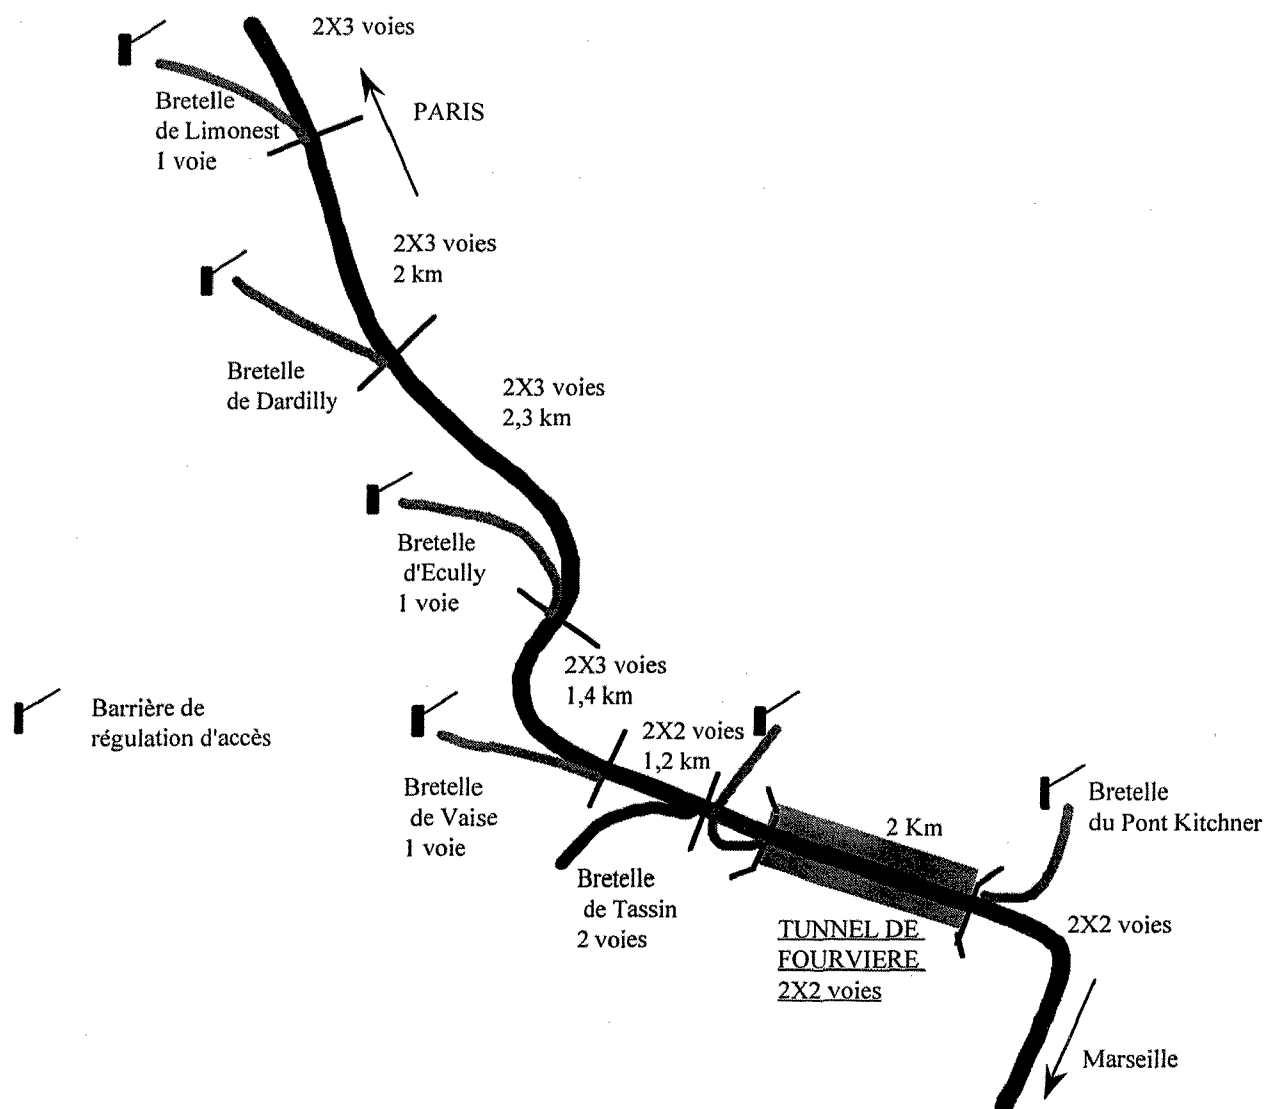 2X3 voies
PARIS
Bretelle
de Limonest
1 voie
2X3 voies
2 km
Bretelle
de Dardilly
2X3 voies
2,3 km
Bretelle
d'Ecully
1 voie
2X3 voies
1,4 km
Barrière de
régulation d'accès
2X2 voies
1,2 km
Bretelle
de Vaise
1 voie
Bretelle
du Pont Kitchner
2 Km
Bretelle
de Tassin
2 voies
TUNNEL DE
FOURVIERE
2X2 voies
2X2 voies
Marseille